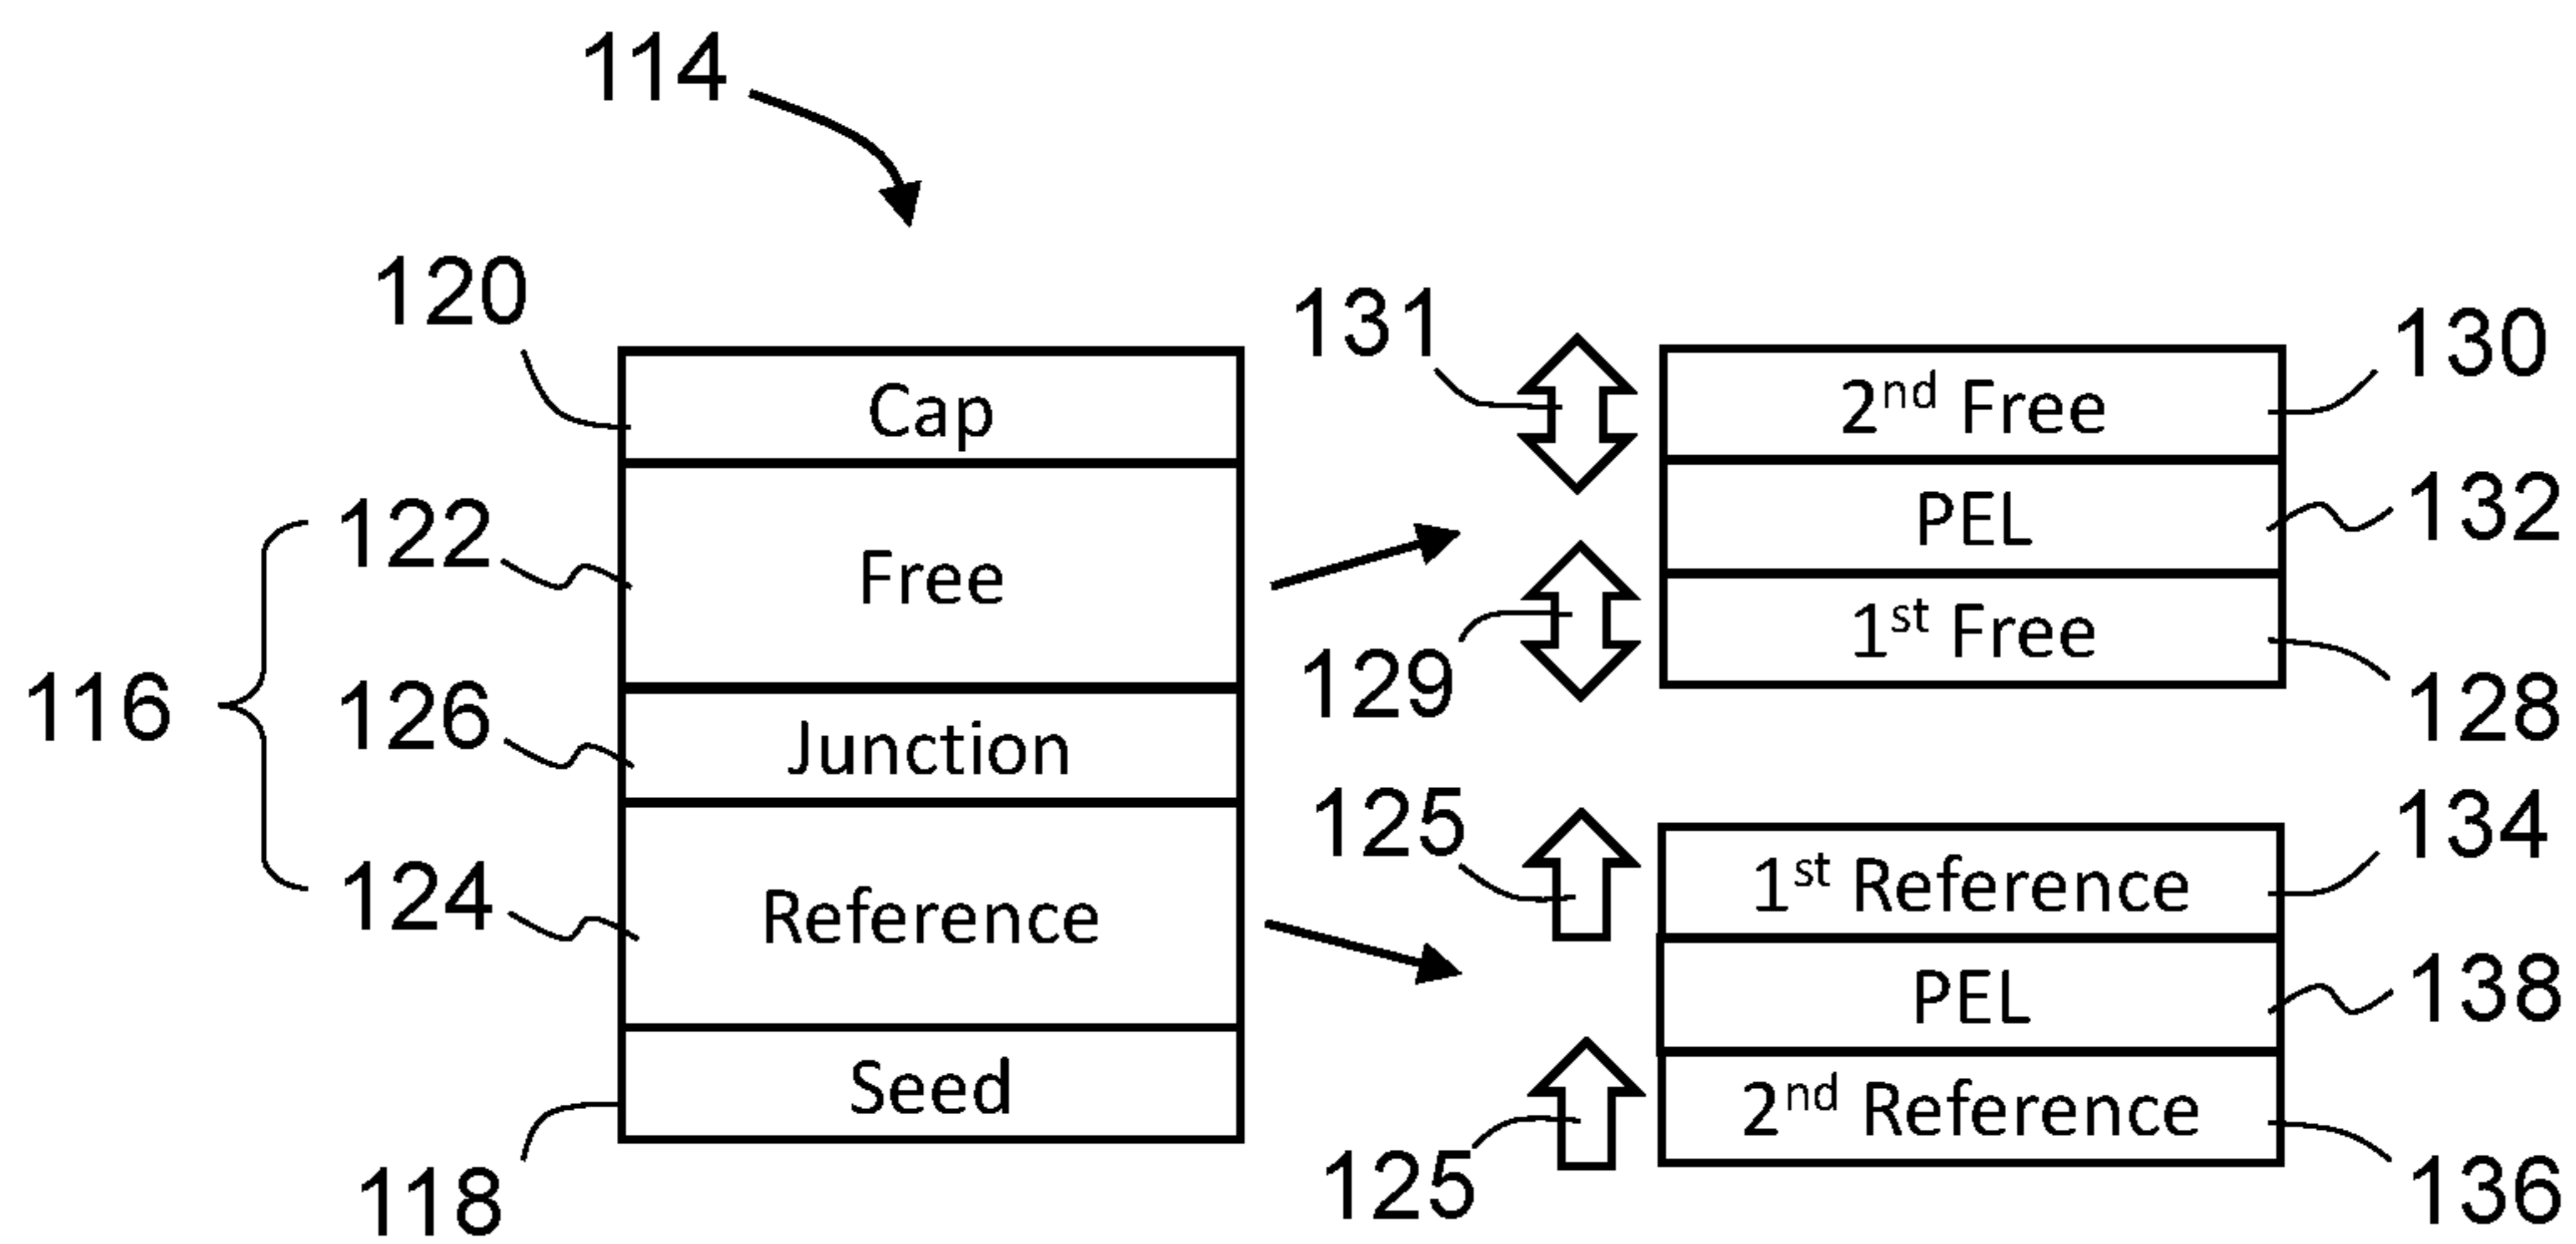 114
120
Cap
122
Free
116
126
Junction
124
Reference
Seed
118
131
2nd Free
130
PEL
132
129
1st Free
128
125
1st Reference
134
PEL
138
125
2nd Reference
136